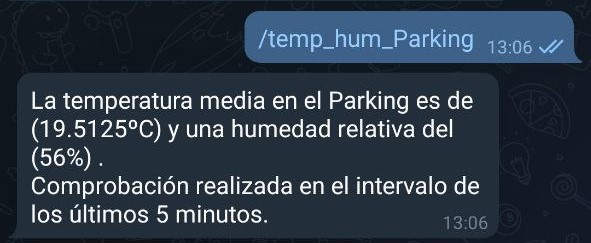 /temp_hum_Parking 13:06
La temperatura media en el Parking es de
(19.5125ºC) y una humedad relativa del
(56%) .
Comprobación realizada en el intervalo de
los últimos 5 minutos.
13:06